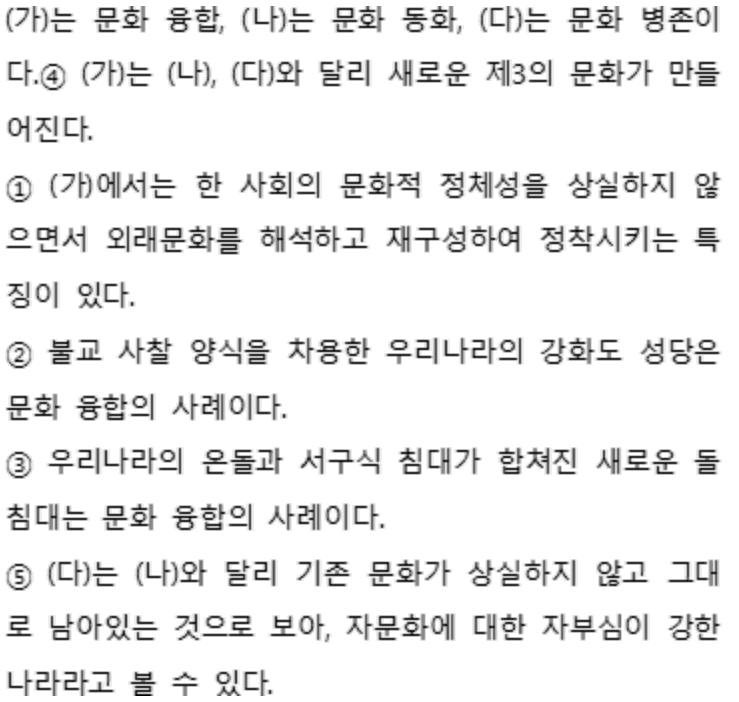 (가)는 문화 융합, (나)는 문화 동화, (다)는 문화 병존이
다.④ (가)는 (나), (다)와 달리 새로운 제3의 문화가 만들
어진다.
① (가)에서는 한 사회의 문화적 정체성을 상실하지 않
으면서 외래문화를 해석하고 재구성하여 정착시키는 특
징이 있다.
② 불교 사찰 양식을 차용한 우리나라의 강화도 성당은
문화 융합의 사례이다.
③ 우리나라의 온돌과 서구식 침대가 합쳐진 새로운 돌
침대는 문화 융합의 사례이다.
⑤ (다)는 (나)와 달리 기존 문화가 상실하지 않고 그대
로 남아있는 것으로 보아, 자문화에 대한 자부심이 강한
나라라고 볼 수 있다.